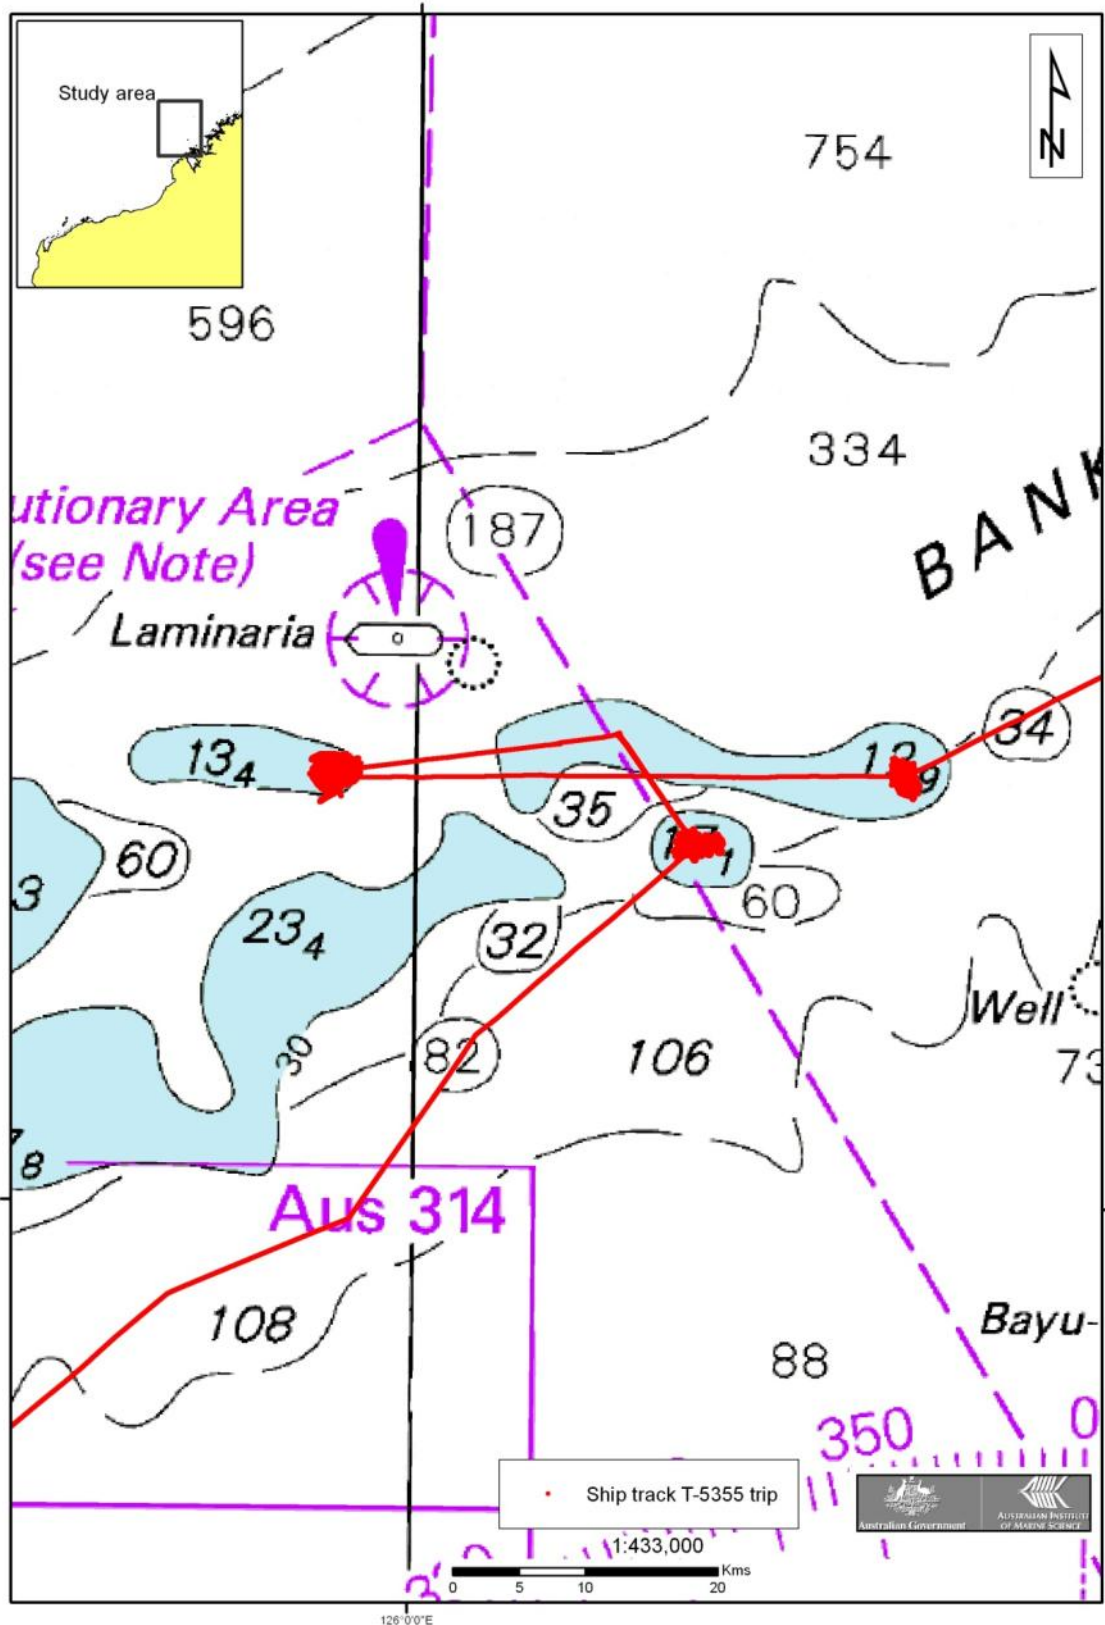 Study area
N
754
596
334
BANK
utionary Area
(see Note)
187
Laminaria
34
13₄
35
60
3
60
23₄
32
Well
30
82
106
73
8
Aus 314
108
Bayu-
88
350
0
Ship track T-5355 trip
Australian Government
AUSTRALIAN INSTITUTE
OF MARINE SCIENCE
1:433,000
Kms
0 5 10 20
126°0'0"E